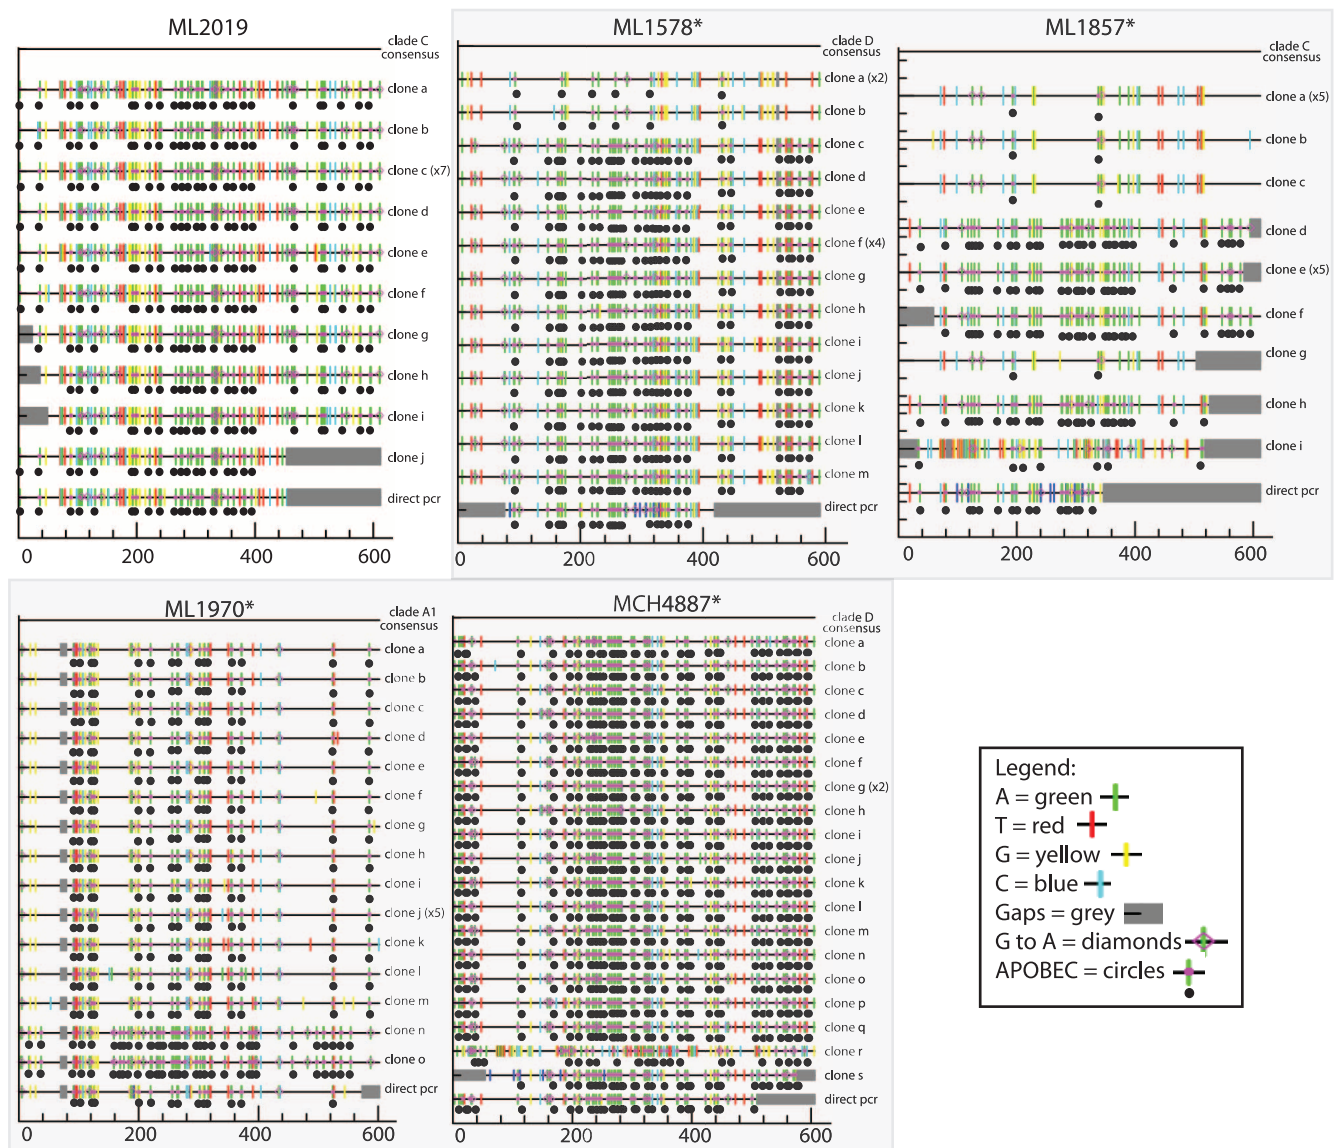 ML2019
clade C
consensus
clone a
clone b
clone c (x7)
clone d
clone e
clone f
clone g
clone h
clone i
clone j
direct pcr
0 200 400 600
ML1578*
clade D
consensus
clone a (x2)
clone b
clone c
clone d
clone e
clone f (x4)
clone g
clone h
clone i
clone j
clone k
clone l
clone m
direct pcr
0 200 400 600
ML1857*
clade C
consensus
clone a (x5)
clone b
clone c
clone d
clone e (x5)
clone f
clone g
clone h
clone i
direct pcr
0 200 400 600
ML1970*
clade A1
consensus
clone a
clone b
clone c
clone d
clone e
clone f
clone g
clone h
clone i
clone j (x5)
clone k
clone l
clone m
clone n
clone o
direct pcr
0 200 400 600
MCH4887*
clade D
consensus
clone a
clone b
clone c
clone d
clone e
clone f
clone g (x2)
clone h
clone i
clone j
clone k
clone l
clone m
clone n
clone o
clone p
clone q
clone r
clone s
direct pcr
0 200 400 600
Legend:
A = green
T = red
G = yellow
C = blue
Gaps = grey
G to A = diamonds
APOBEC = circles